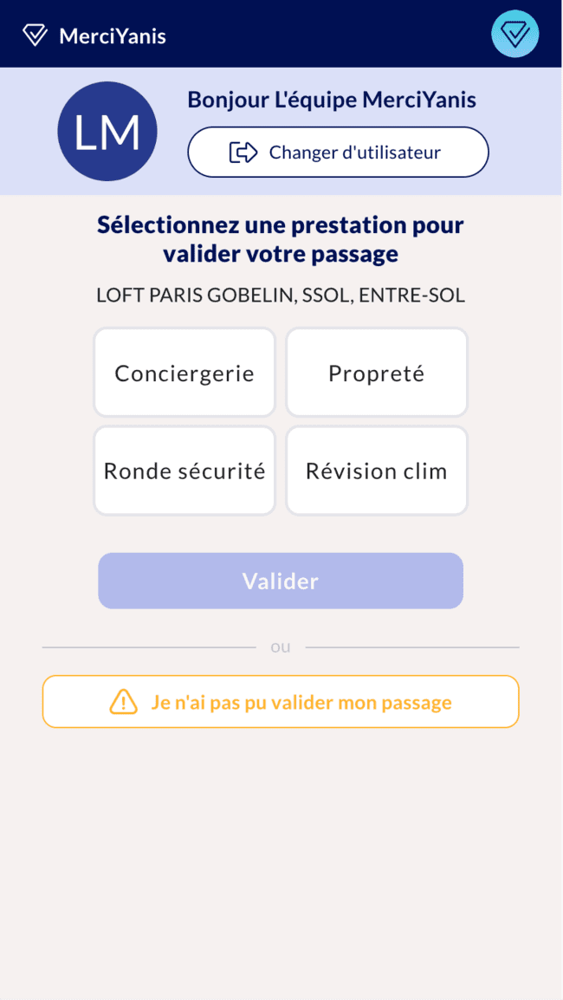 MerciYanis
LM
Bonjour L'équipe MerciYanis
Changer d'utilisateur
Sélectionnez une prestation pour
valider votre passage
LOFT PARIS GOBELIN, SSOL, ENTRE-SOL
Conciergerie
Propreté
Ronde sécurité
Révision clim
Valider
ou
Je n'ai pas pu valider mon passage